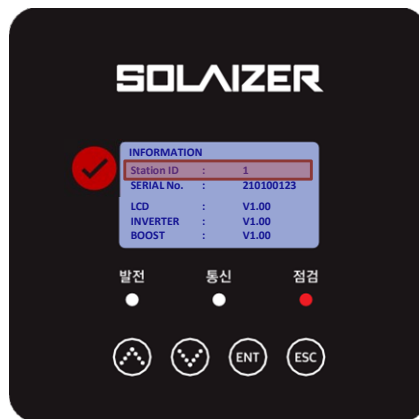 SOLAIZER
INFORMATION
Station ID : 1
SERIAL No. : 210100123
LCD : V1.00
INVERTER : V1.00
BOOST : V1.00
발전 통신 점검
ENT ESC